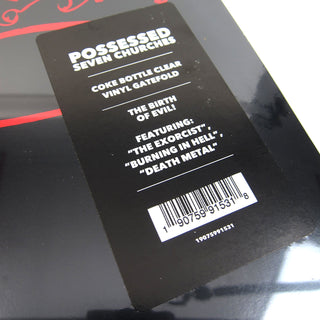 POSSESSED
SEVEN CHURCHES
COKE BOTTLE CLEAR
VINYL GATEFOLD
THE BIRTH
OF EVIL!
FEATURING:
"THE EXORCIST",
"BURNING IN HELL",
"DEATH METAL"
1 90759 91531 8
19075991531